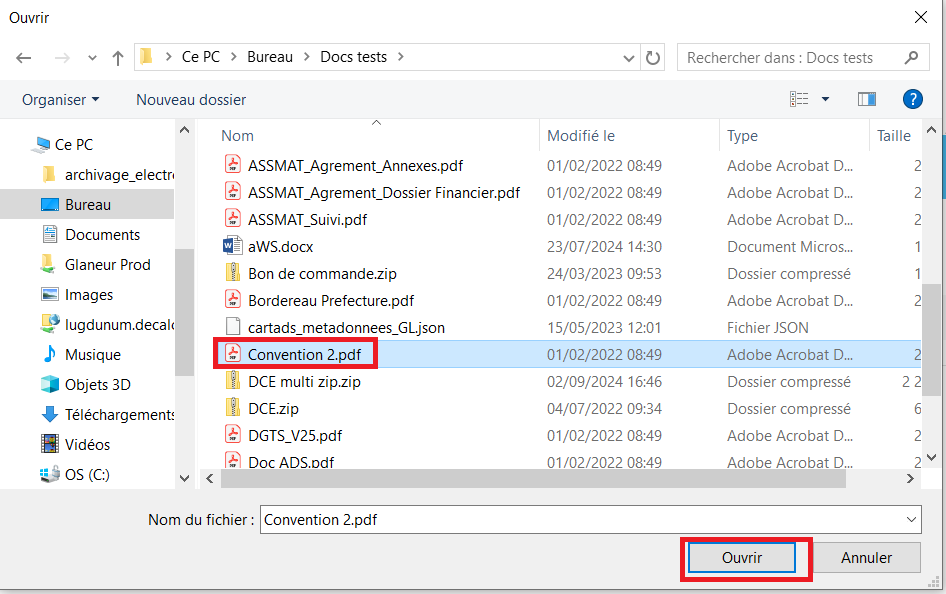 Ouvrir
Ce PC > Bureau > Docs tests >
Rechercher dans : Docs tests
Organiser
Nouveau dossier
?
Ce PC
archivage_electr
Bureau
Documents
Glaneur Prod
Images
lugdunum.decal
Musique
Objets 3D
Téléchargements
Vidéos
OS (C:)
Nom Modifié le Type Taille
ASSMAT_Agrement_Annexes.pdf 01/02/2022 08:49 Adobe Acrobat D... 2
ASSMAT_Agrement_Dossier Financier.pdf 01/02/2022 08:49 Adobe Acrobat D... 2
ASSMAT_Suivi.pdf 01/02/2022 08:49 Adobe Acrobat D... 2
aWS.docx 23/07/2024 14:30 Document Micros... 1
Bon de commande.zip 24/03/2023 09:53 Dossier compressé 1
Bordereau Prefecture.pdf 01/02/2022 08:49 Adobe Acrobat D... 2
cartads_metadonnees_GL.json 15/05/2023 12:01 Fichier JSON
Convention 2.pdf 01/02/2022 08:49 Adobe Acrobat D... 2
DCE multi zip.zip 02/09/2024 16:46 Dossier compressé 2 2
DCE.zip 04/07/2022 09:34 Dossier compressé 6
DGTS_V25.pdf 01/02/2022 08:49 Adobe Acrobat D... 2
Doc ADS.pdf 01/02/2022 08:49 Adobe Acrobat D... 2
Nom du fichier : Convention 2.pdf
Ouvrir
Annuler